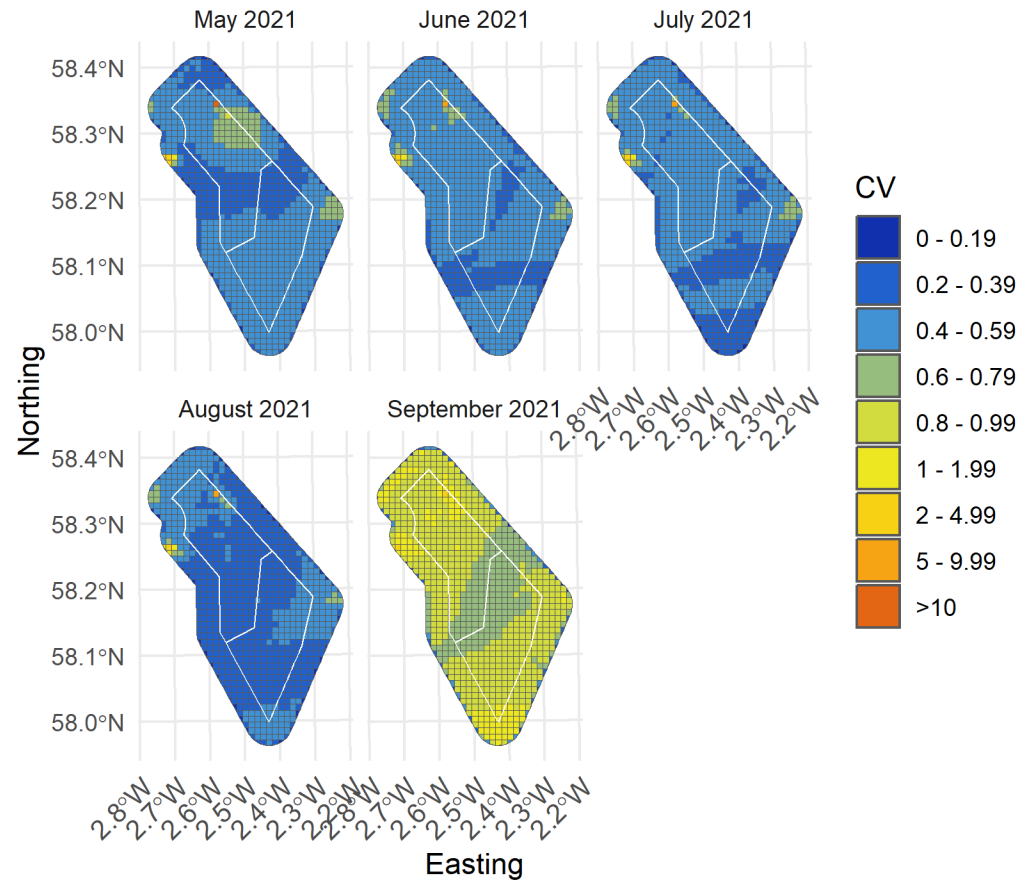 May 2021
June 2021
July 2021
58.4°N
58.3°N
58.2°N
58.1°N
58.0°N
2.8°W
2.7°W
2.6°W
2.5°W
2.4°W
2.3°W
2.2°W
August 2021
September 2021
58.4°N
58.3°N
58.2°N
58.1°N
58.0°N
2.8°W
2.7°W
2.6°W
2.5°W
2.4°W
2.3°W
2.2°W
2.8°W
2.7°W
2.6°W
2.5°W
2.4°W
2.3°W
2.2°W
Northing
Easting
CV
0 - 0.19
0.2 - 0.39
0.4 - 0.59
0.6 - 0.79
0.8 - 0.99
1 - 1.99
2 - 4.99
5 - 9.99
>10